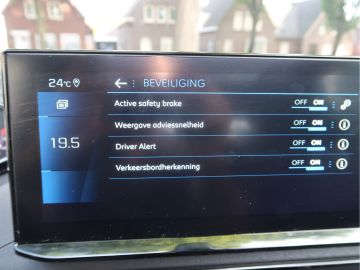 24°C
← BEVEILIGING
Active safety brake OFF ON
19.5
Weergave adviessnelheid OFF ON
Driver Alert OFF ON
Verkeersbordherkenning OFF ON